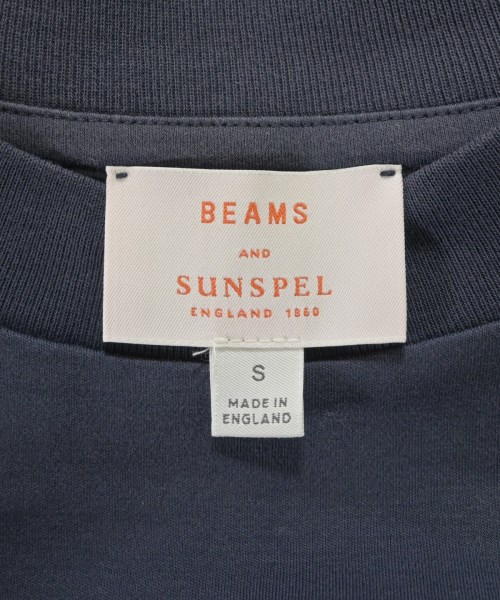 BEAMS
AND
SUNSPEL
ENGLAND 1860
S
MADE IN
ENGLAND